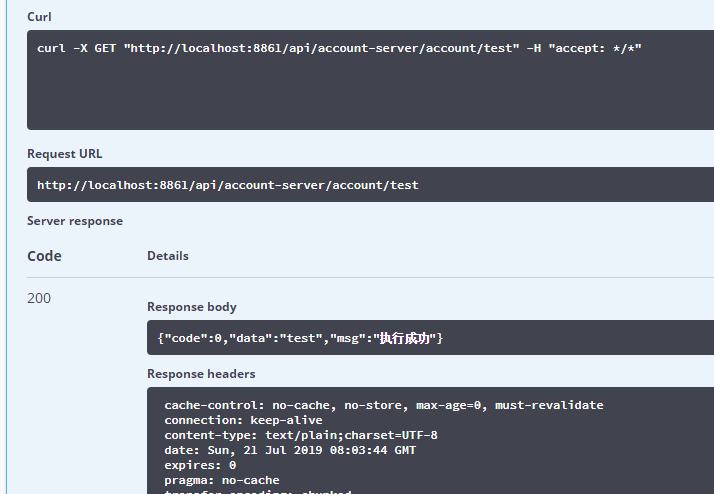 Curl
curl -X GET "http://localhost:8861/api/account-server/account/test" -H "accept: */*"
Request URL
http://localhost:8861/api/account-server/account/test
Server response
Code
Details
200
Response body
{"code":0,"data":"test","msg":"执行成功"}
Response headers
cache-control: no-cache, no-store, max-age=0, must-revalidate
connection: keep-alive
content-type: text/plain;charset=UTF-8
date: Sun, 21 Jul 2019 08:03:44 GMT
expires: 0
pragma: no-cache
transfer-encoding: chunked